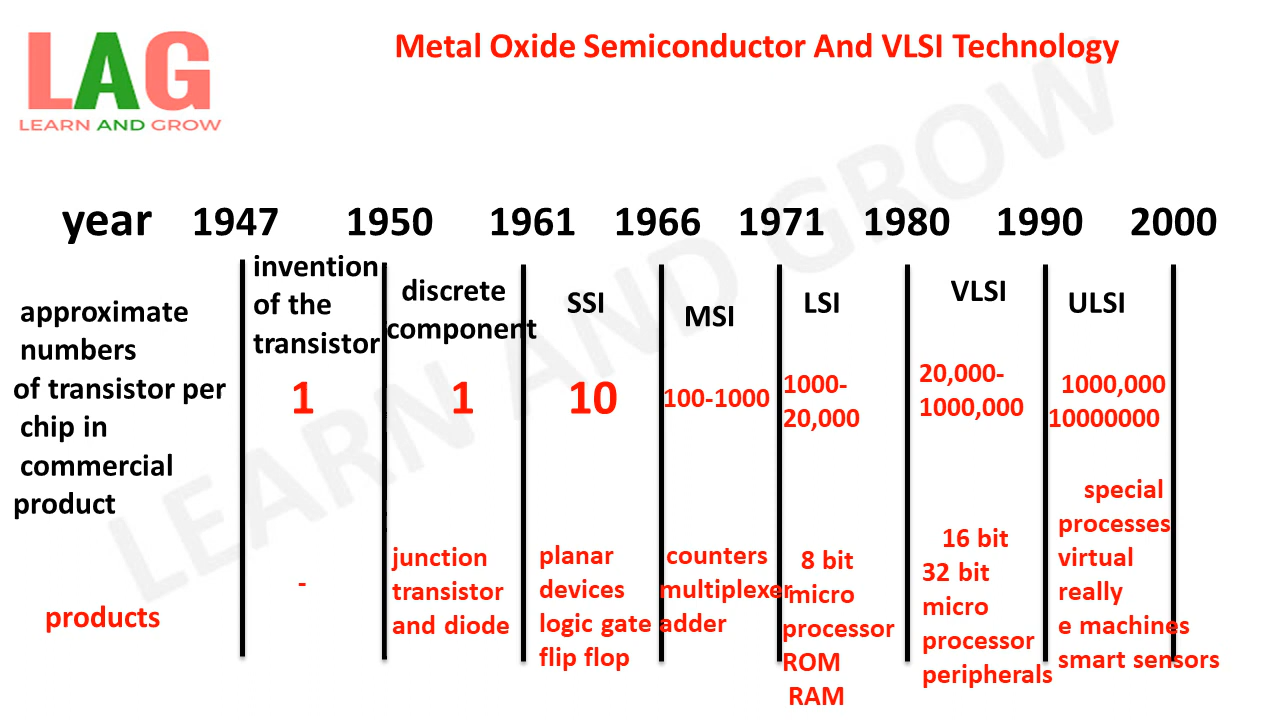 LAG
LEARN AND GROW
Metal Oxide Semiconductor And VLSI Technology
LEARN AND GROW
year 1947 1950 1961 1966 1971 1980 1990 2000
approximate
numbers
of transistor per
chip in
commercial
product
invention
of the
transistor
1
discrete
component
1
SSI
10
MSI
100-1000
LSI
1000-
20,000
VLSI
20,000-
1000,000
ULSI
1000,000
10000000
products
-
junction
transistor
and diode
planar
devices
logic gate
flip flop
counters
multiplexer
adder
8 bit
micro
processor
ROM
RAM
16 bit
32 bit
micro
processor
peripherals
special
processes
virtual
really
e machines
smart sensors